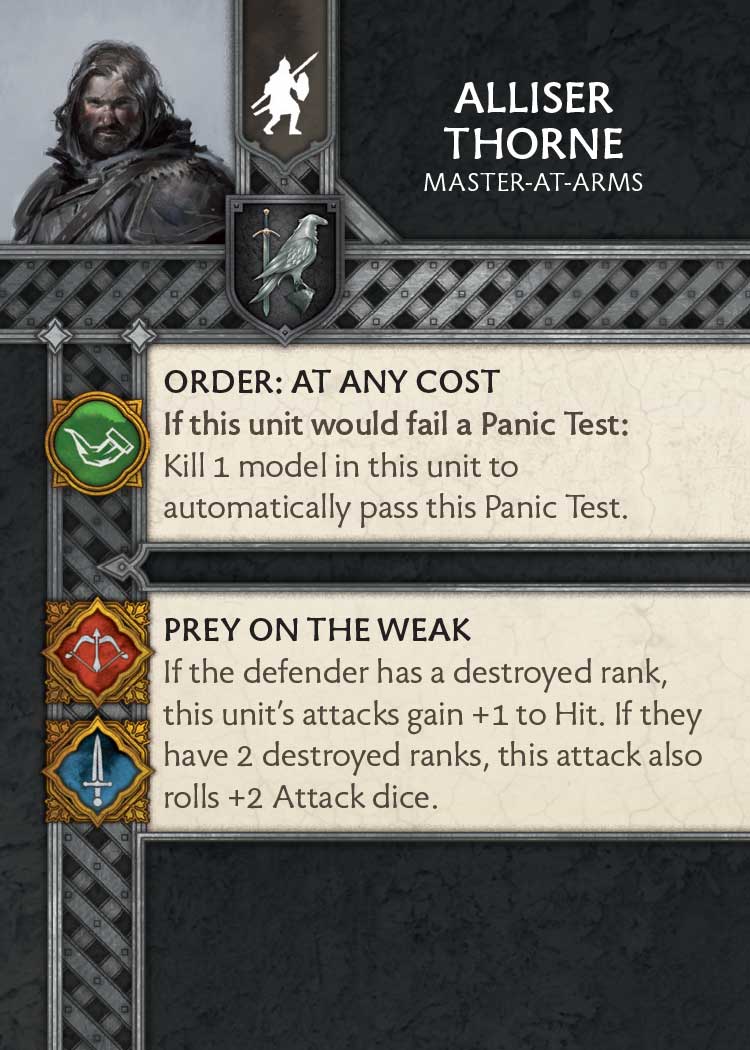 ALLISER
THORNE
MASTER-AT-ARMS
ORDER: AT ANY COST
If this unit would fail a Panic Test:
Kill 1 model in this unit to
automatically pass this Panic Test.
PREY ON THE WEAK
If the defender has a destroyed rank,
this unit's attacks gain +1 to Hit. If they
have 2 destroyed ranks, this attack also
rolls +2 Attack dice.